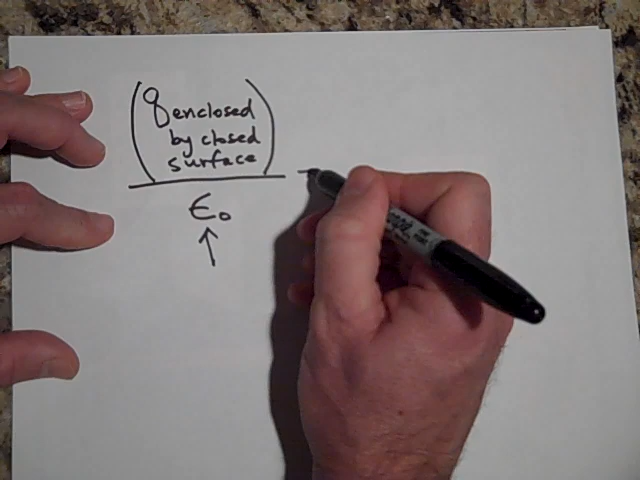 (q enclosed
by closed
surface)
ϵ₀